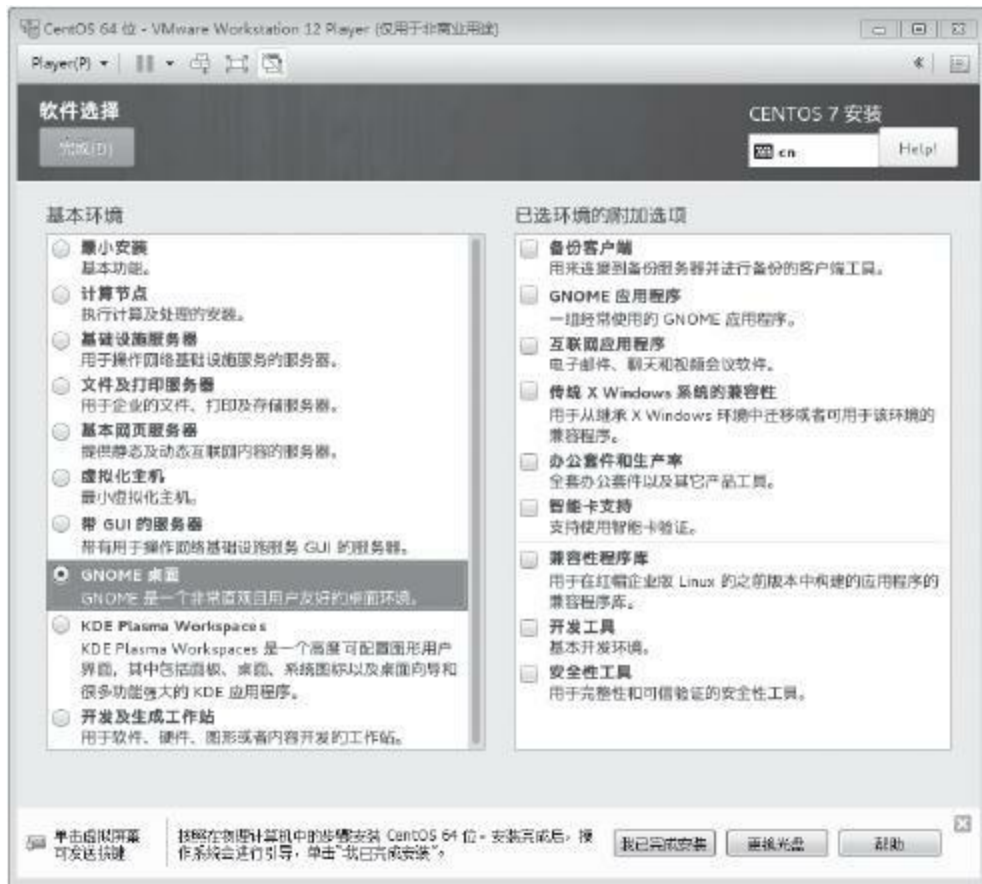 CentOS 64 位 - VMware Workstation 12 Player (仅用于非商业用途)
Player(P)
软件选择
CENTOS 7 安装
完成(D)
cn
Help!
基本环境
最小安装
基本功能。
计算节点
执行计算及处理的安装。
基础设施服务器
用于操作网络基础设施服务的服务器。
文件及打印服务器
用于企业的文件、打印及存储服务器。
基本网页服务器
提供静态及动态互联网内容的服务器。
虚拟化主机
最小虚拟化主机。
带 GUI 的服务器
带有用于操作网络基础设施服务 GUI 的服务器。
GNOME 桌面
GNOME 是一个非常直观且用户友好的桌面环境。
KDE Plasma Workspaces
KDE Plasma Workspaces 是一个高度可配置图形用户
界面，其中包括面板、桌面、系统图标以及桌面向导和
很多功能强大的 KDE 应用程序。
开发及生成工作站
用于软件、硬件、图形或者内容开发的工作站。
已选环境的附加选项
备份客户端
用来连接到备份服务器并进行备份的客户端工具。
GNOME 应用程序
一组经常使用的 GNOME 应用程序。
互联网应用程序
电子邮件、聊天和视频会议软件。
传统 X Windows 系统的兼容性
用于从继承 X Windows 环境中迁移或者可用于该环境的
兼容程序。
办公套件和生产率
全套办公套件以及其它产品工具。
智能卡支持
支持使用智能卡验证。
兼容性程序库
用于在红帽企业版 Linux 的之前版本中构建的应用程序的
兼容程序库。
开发工具
基本开发环境。
安全性工具
用于完整性和可信验证的安全性工具。
单击虚拟屏幕
可发送按键
按照在物理计算机中的步骤安装 CentOS 64 位。安装完成后，操
作系统会进行引导，单击“我已完成安装”。
我已完成安装
更换光盘
帮助